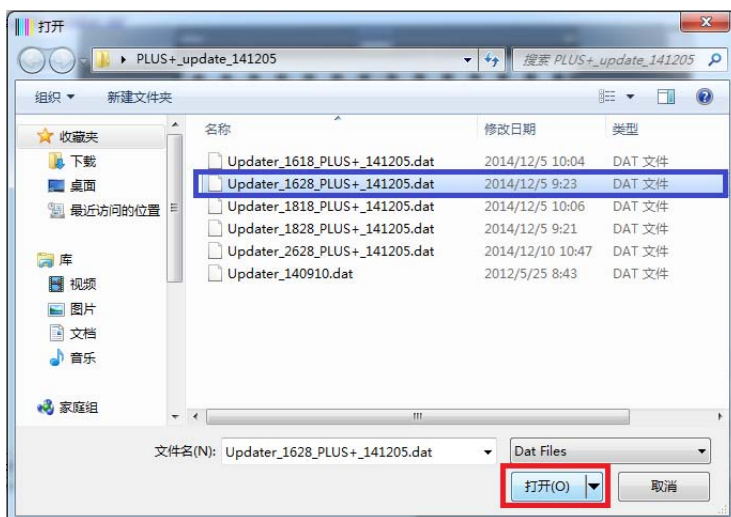 打开
PLUS+_update_141205
搜索 PLUS+_update_141205
组织 新建文件夹
收藏夹
下载
桌面
最近访问的位置
库
视频
图片
文档
音乐
家庭组
名称 修改日期 类型
Updater_1618_PLUS+_141205.dat 2014/12/5 10:04 DAT 文件
Updater_1628_PLUS+_141205.dat 2014/12/5 9:23 DAT 文件
Updater_1818_PLUS+_141205.dat 2014/12/5 10:06 DAT 文件
Updater_1828_PLUS+_141205.dat 2014/12/5 9:21 DAT 文件
Updater_2628_PLUS+_141205.dat 2014/12/10 10:47 DAT 文件
Updater_140910.dat 2012/5/25 8:43 DAT 文件
文件名(N): Updater_1628_PLUS+_141205.dat Dat Files
打开(O) 取消